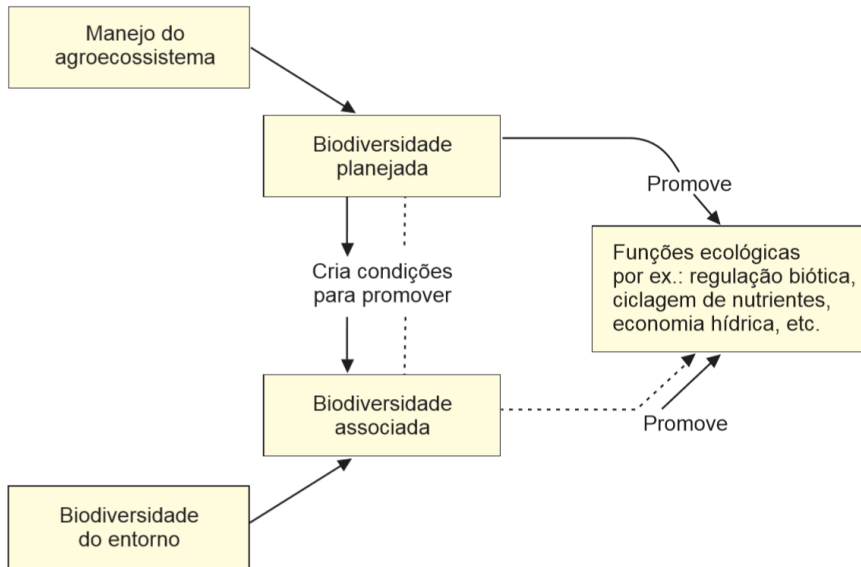 Manejo do
agroecossistema
Biodiversidade
planejada
Promove
Funções ecológicas
por ex.: regulação biótica,
ciclagem de nutrientes,
economia hídrica, etc.
Cria condições
para promover
Biodiversidade
associada
Promove
Biodiversidade
do entorno